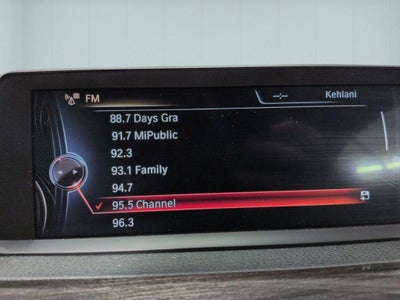 FM
--:-- Kehlani
88.7 Days Gra
91.7 MiPublic
92.3
93.1 Family
94.7
95.5 Channel
96.3